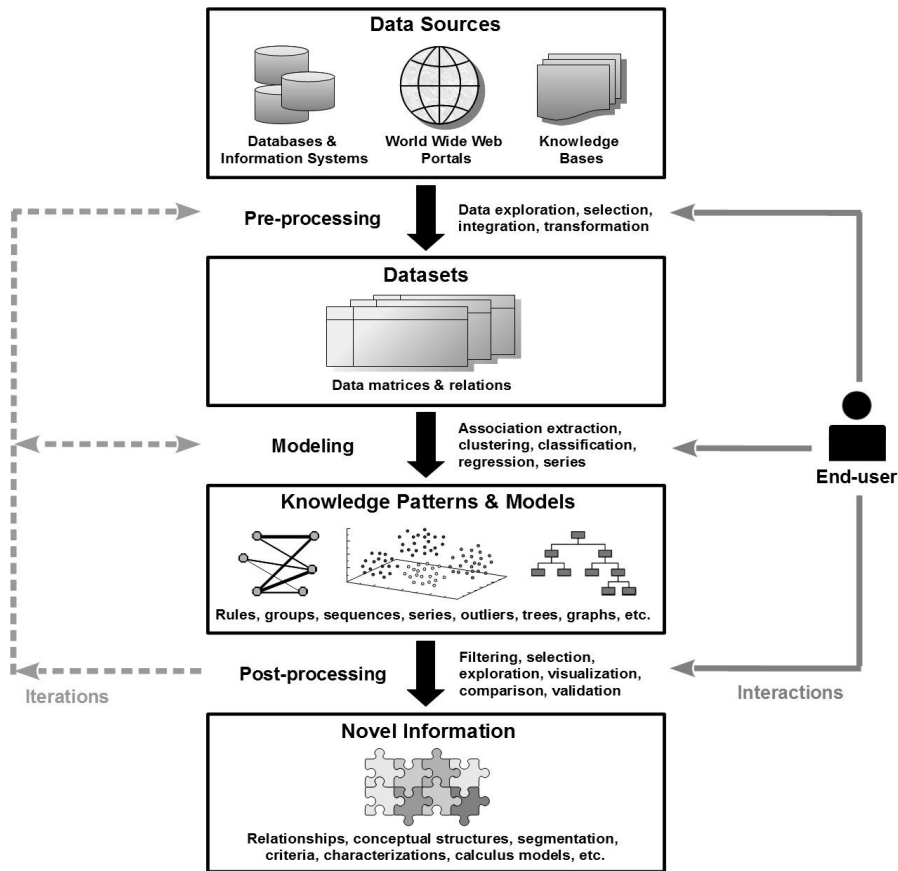 Data Sources
Databases &
Information Systems
World Wide Web
Portals
Knowledge
Bases
Pre-processing
Data exploration, selection,
integration, transformation
Datasets
Data matrices & relations
Modeling
Association extraction,
clustering, classification,
regression, series
End-user
Knowledge Patterns & Models
Rules, groups, sequences, series, outliers, trees, graphs, etc.
Post-processing
Filtering, selection,
exploration, visualization,
comparison, validation
Iterations
Interactions
Novel Information
Relationships, conceptual structures, segmentation,
criteria, characterizations, calculus models, etc.